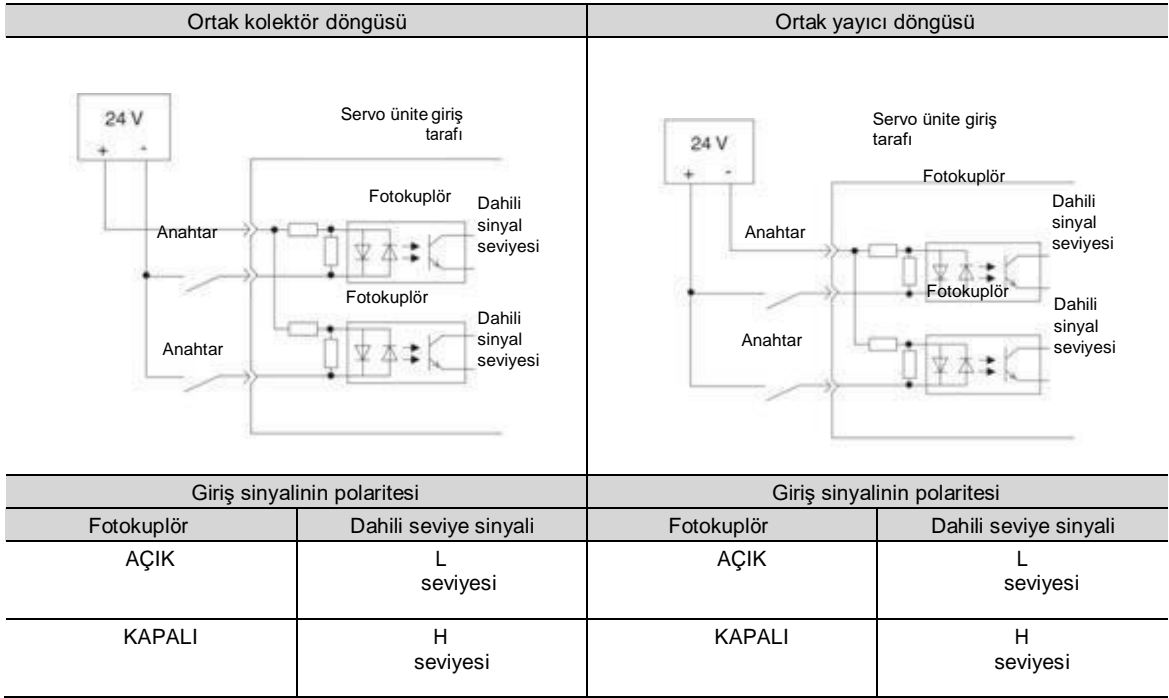 Ortak kolektör döngüsü
Ortak yayıcı döngüsü
24 V
+ -
Servo ünite giriş
tarafı
Fotokuplör
Dahili
sinyal
seviyesi
Anahtar
Fotokuplör
Dahili
sinyal
seviyesi
Anahtar
24 V
+ -
Servo ünite giriş
tarafı
Fotokuplör
Dahili
sinyal
seviyesi
Anahtar
Fotokuplör
Dahili
sinyal
seviyesi
Anahtar
Giriş sinyalinin polaritesi
Giriş sinyalinin polaritesi
Fotokuplör
Dahili seviye sinyali
Fotokuplör
Dahili seviye sinyali
AÇIK
L
seviyesi
AÇIK
L
seviyesi
KAPALI
H
seviyesi
KAPALI
H
seviyesi